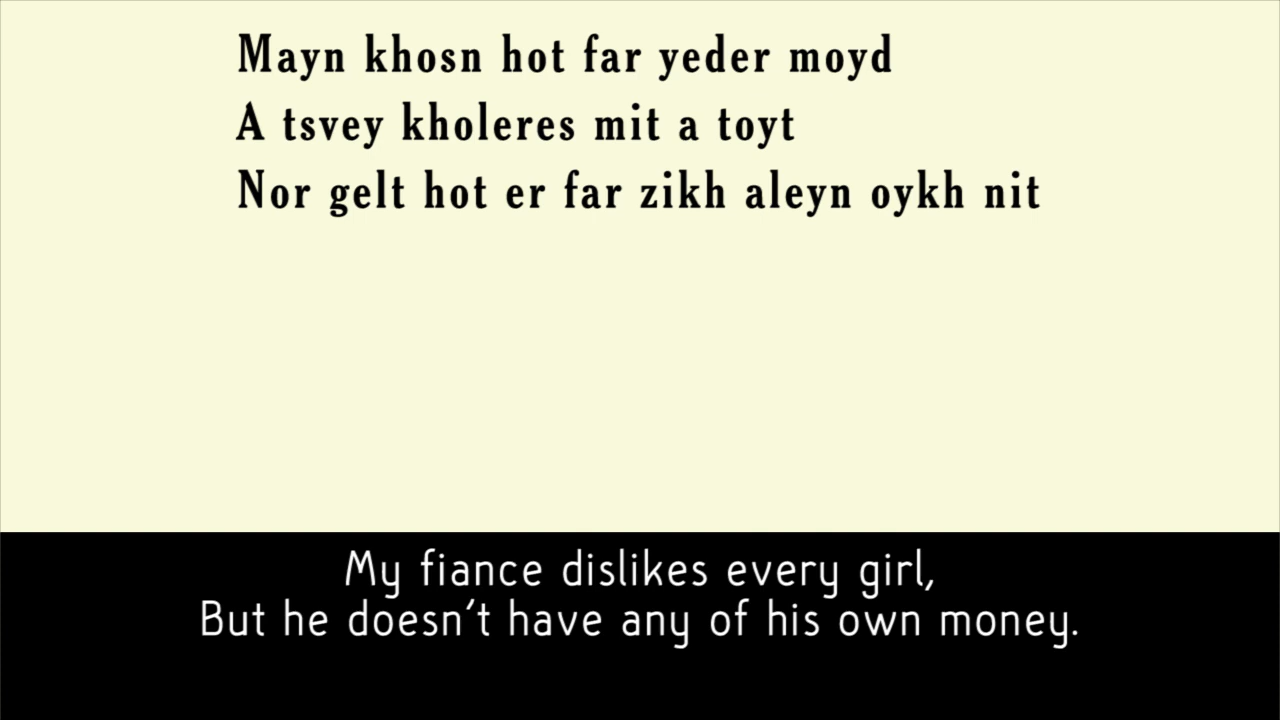 Mayn khosn hot far yeder moyd
A tsvey kholeres mit a toyt
Nor gelt hot er far zikh aleyn oykh nit
My fiance dislikes every girl,
But he doesn't have any of his own money.